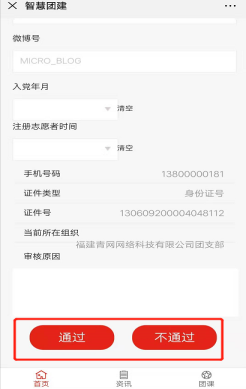 × 智慧团建 ···
微博号
MICRO_BLOG
入党年月
清空
注册志愿者时间
清空
手机号码 13800000181
证件类型 身份证号
证件号 130609200004048112
当前所在组织
福建青网网络科技有限公司团支部
审核原因
通过 不通过
首页 资讯 团课